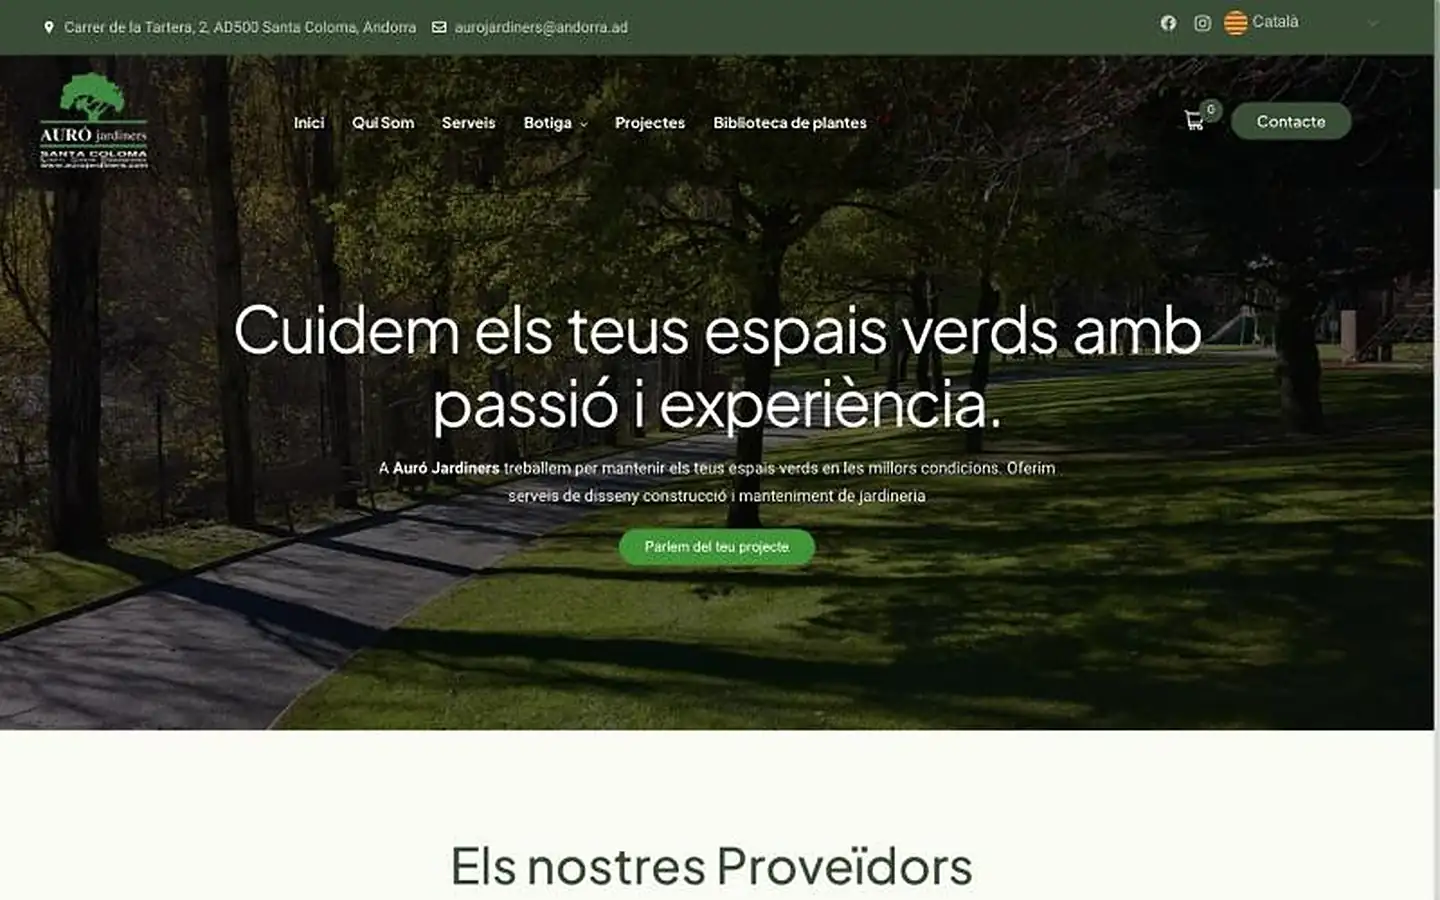 Carrer de la Tartera, 2, AD500 Santa Coloma, Andorra
aurojardiners@andorra.ad
Català
AURÓ jardiners
SANTA COLOMA
www.aurojardiners.com
Inici
Qui Som
Serveis
Botiga
Projectes
Biblioteca de plantes
0
Contacte
Cuidem els teus espais verds amb
passió i experiència.
A Auró Jardiners treballem per mantenir els teus espais verds en les millors condicions. Oferim
serveis de disseny construcció i manteniment de jardineria
Parlem del teu projecte
Els nostres Proveïdors